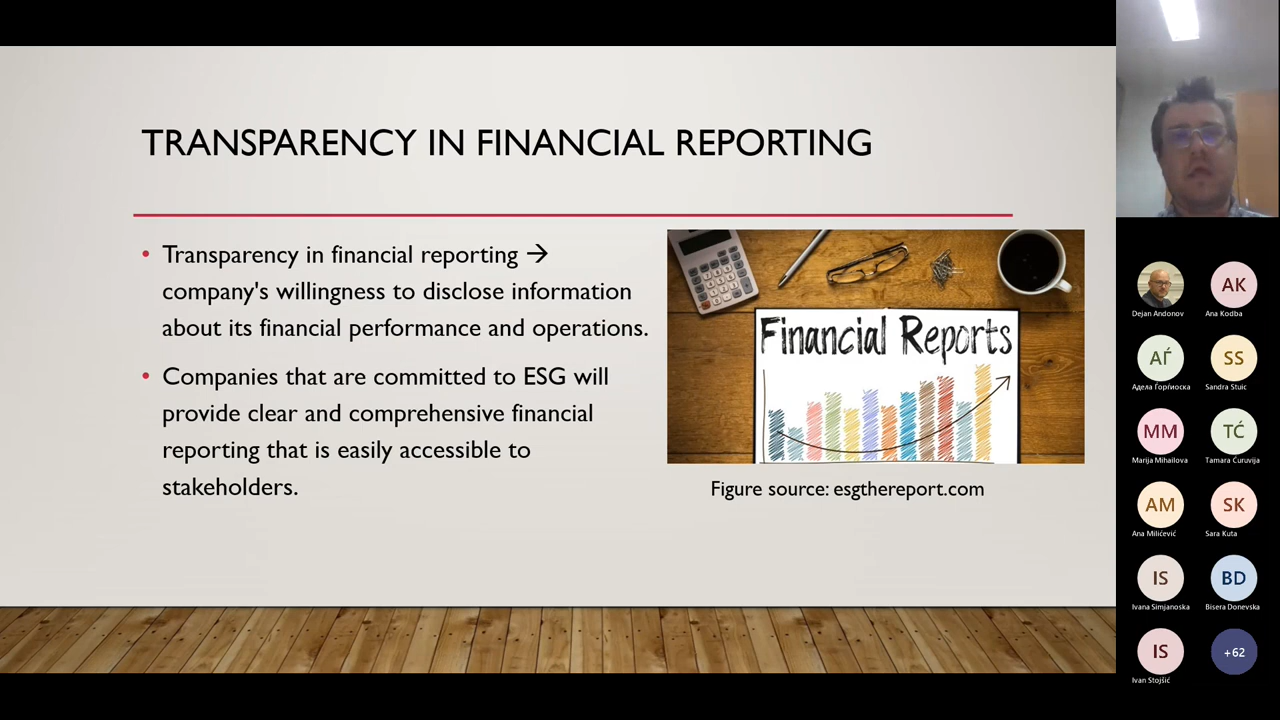 TRANSPARENCY IN FINANCIAL REPORTING
• Transparency in financial reporting →
company's willingness to disclose information
about its financial performance and operations.
• Companies that are committed to ESG will
provide clear and comprehensive financial
reporting that is easily accessible to
stakeholders.
Financial Reports
Figure source: esgthereport.com
Dejan Andonov
AK
Ana Kodba
АЃ
Адела Ѓорѓиоска
SS
Sandra Stuic
MM
Marija Mihailova
TĆ
Tamara Ćuruvija
AM
Ana Milićević
SK
Sara Kuta
IS
Ivana Simjanoska
BD
Bisera Donevska
IS
Ivan Stojšić
+62